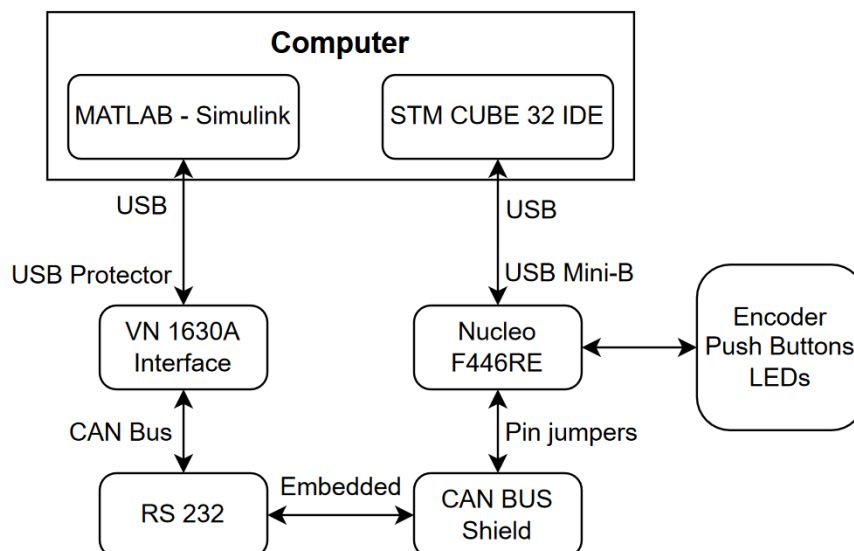 Computer
MATLAB - Simulink
STM CUBE 32 IDE
USB
USB
USB Protector
USB Mini-B
VN 1630A
Interface
Nucleo
F446RE
Encoder
Push Buttons
LEDs
CAN Bus
Pin jumpers
RS 232
Embedded
CAN BUS
Shield